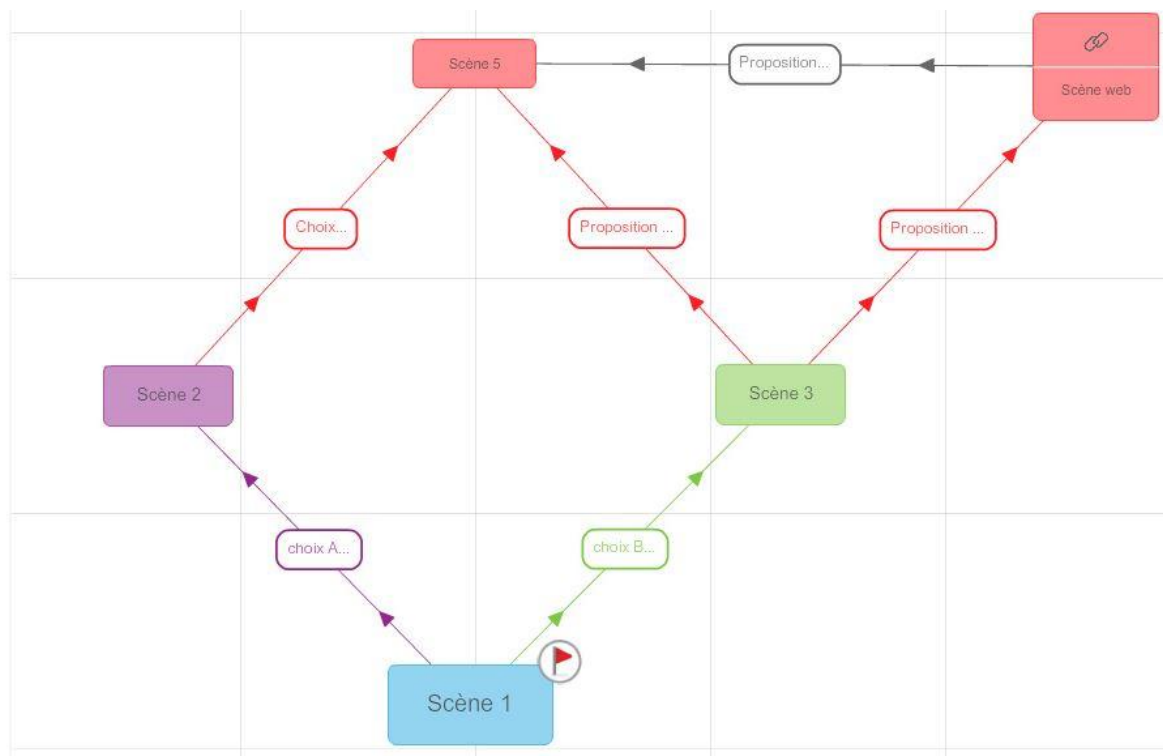 Scène 5
Proposition...
Scène web
Choix...
Proposition ...
Proposition ...
Scène 2
Scène 3
choix A...
choix B...
Scène 1